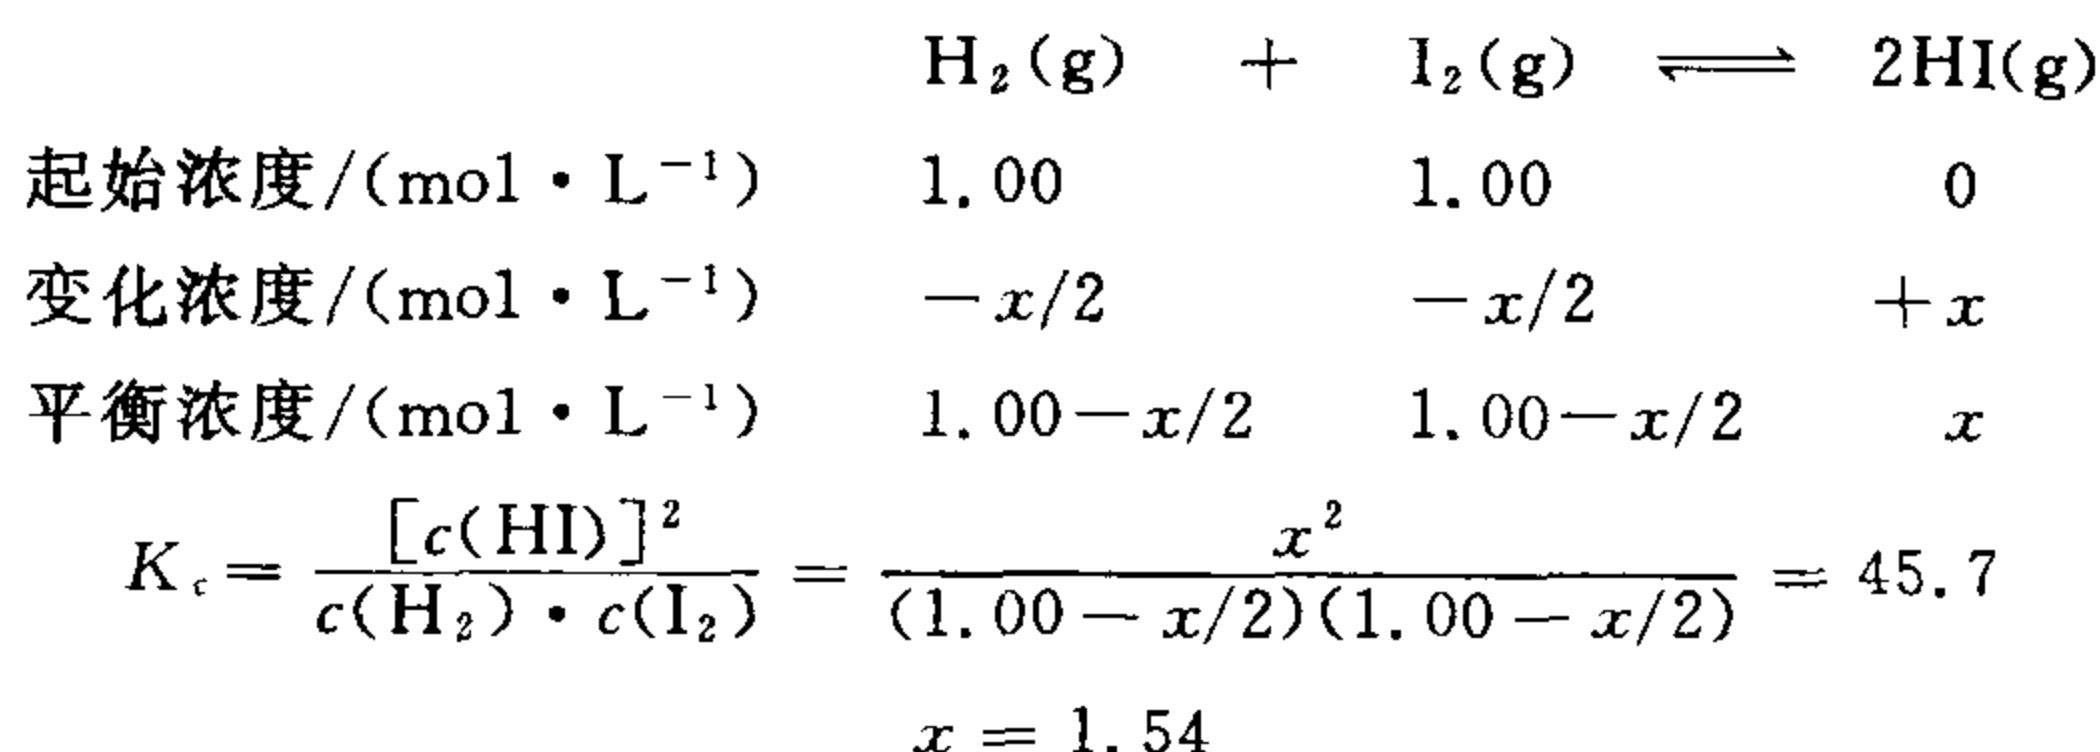 H₂(g) + I₂(g) ⇌ 2HI(g)
起始浓度/(mol·L⁻¹) 1.00 1.00 0
变化浓度/(mol·L⁻¹) −x/2 −x/2 +x
平衡浓度/(mol·L⁻¹) 1.00−x/2 1.00−x/2 x
K_c = [c(HI)]² / c(H₂)·c(I₂) = x² / (1.00−x/2)(1.00−x/2) = 45.7
x = 1.54